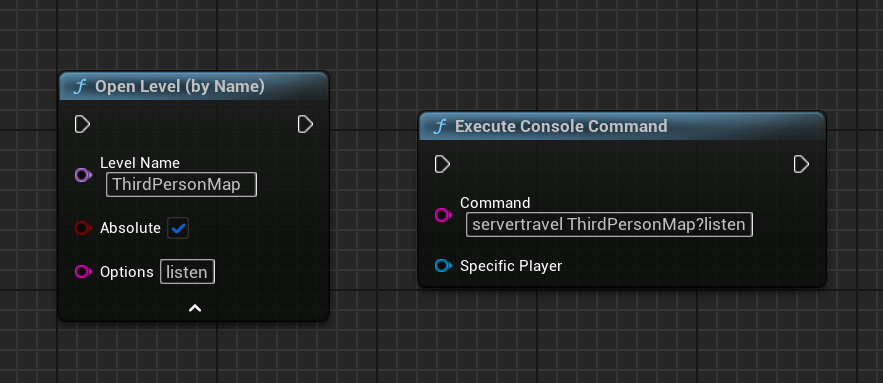 Open Level (by Name)
Level Name
ThirdPersonMap
Absolute
Options listen
Execute Console Command
Command
servertravel ThirdPersonMap?listen
Specific Player